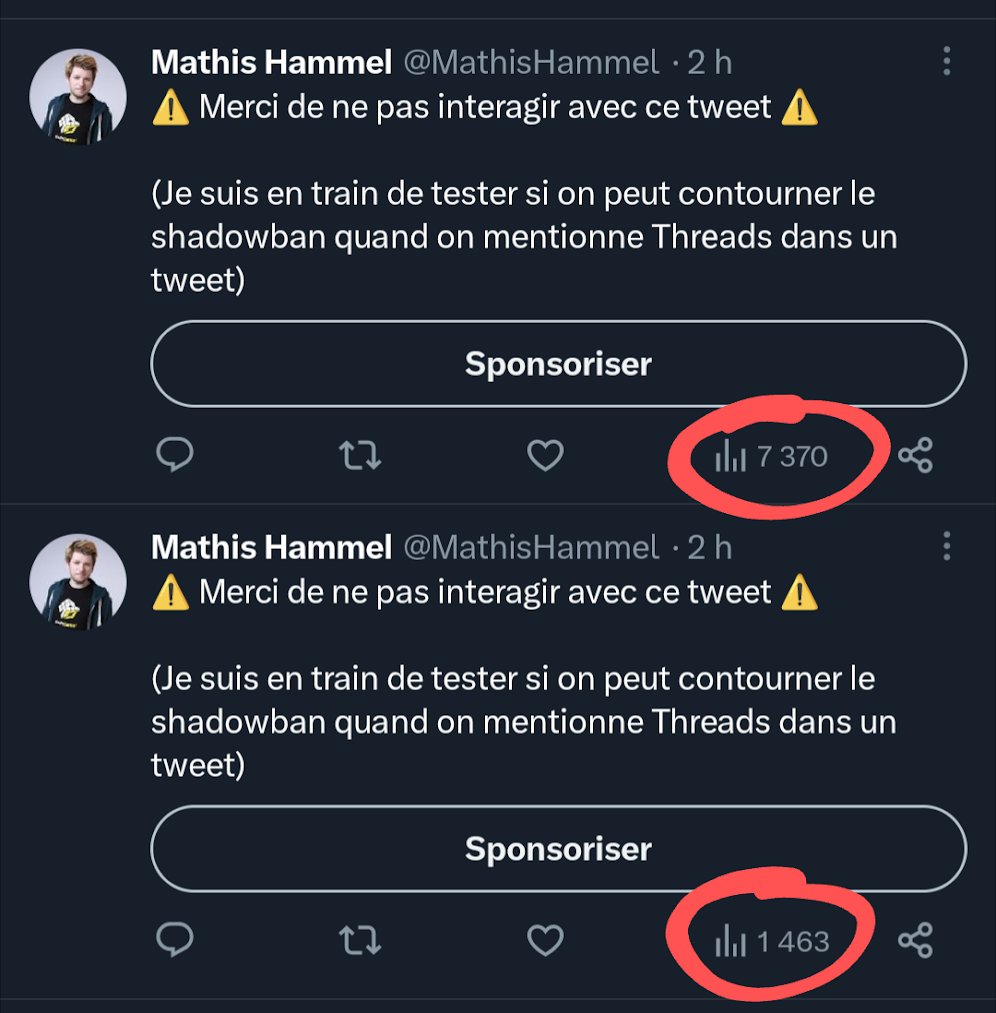 Mathis Hammel @MathisHammel · 2 h
⚠️ Merci de ne pas interagir avec ce tweet ⚠️
(Je suis en train de tester si on peut contourner le
shadowban quand on mentionne Threads dans un
tweet)
Sponsoriser
7 370
Mathis Hammel @MathisHammel · 2 h
⚠️ Merci de ne pas interagir avec ce tweet ⚠️
(Je suis en train de tester si on peut contourner le
shadowban quand on mentionne Threads dans un
tweet)
Sponsoriser
1 463